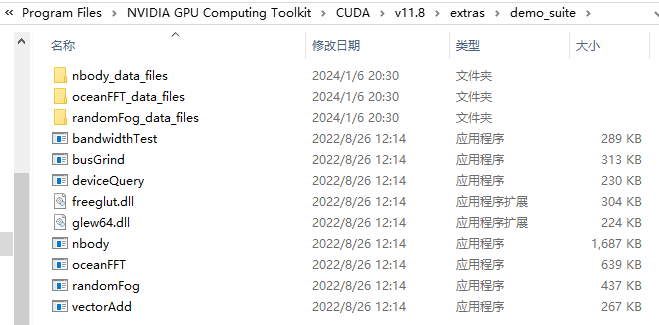 « Program Files > NVIDIA GPU Computing Toolkit > CUDA > v11.8 > extras > demo_suite >
名称 修改日期 类型 大小
nbody_data_files 2024/1/6 20:30 文件夹
oceanFFT_data_files 2024/1/6 20:30 文件夹
randomFog_data_files 2024/1/6 20:30 文件夹
bandwidthTest 2022/8/26 12:14 应用程序 289 KB
busGrind 2022/8/26 12:14 应用程序 313 KB
deviceQuery 2022/8/26 12:14 应用程序 230 KB
freeglut.dll 2022/8/26 12:14 应用程序扩展 304 KB
glew64.dll 2022/8/26 12:14 应用程序扩展 224 KB
nbody 2022/8/26 12:14 应用程序 1,687 KB
oceanFFT 2022/8/26 12:14 应用程序 639 KB
randomFog 2022/8/26 12:14 应用程序 437 KB
vectorAdd 2022/8/26 12:14 应用程序 267 KB